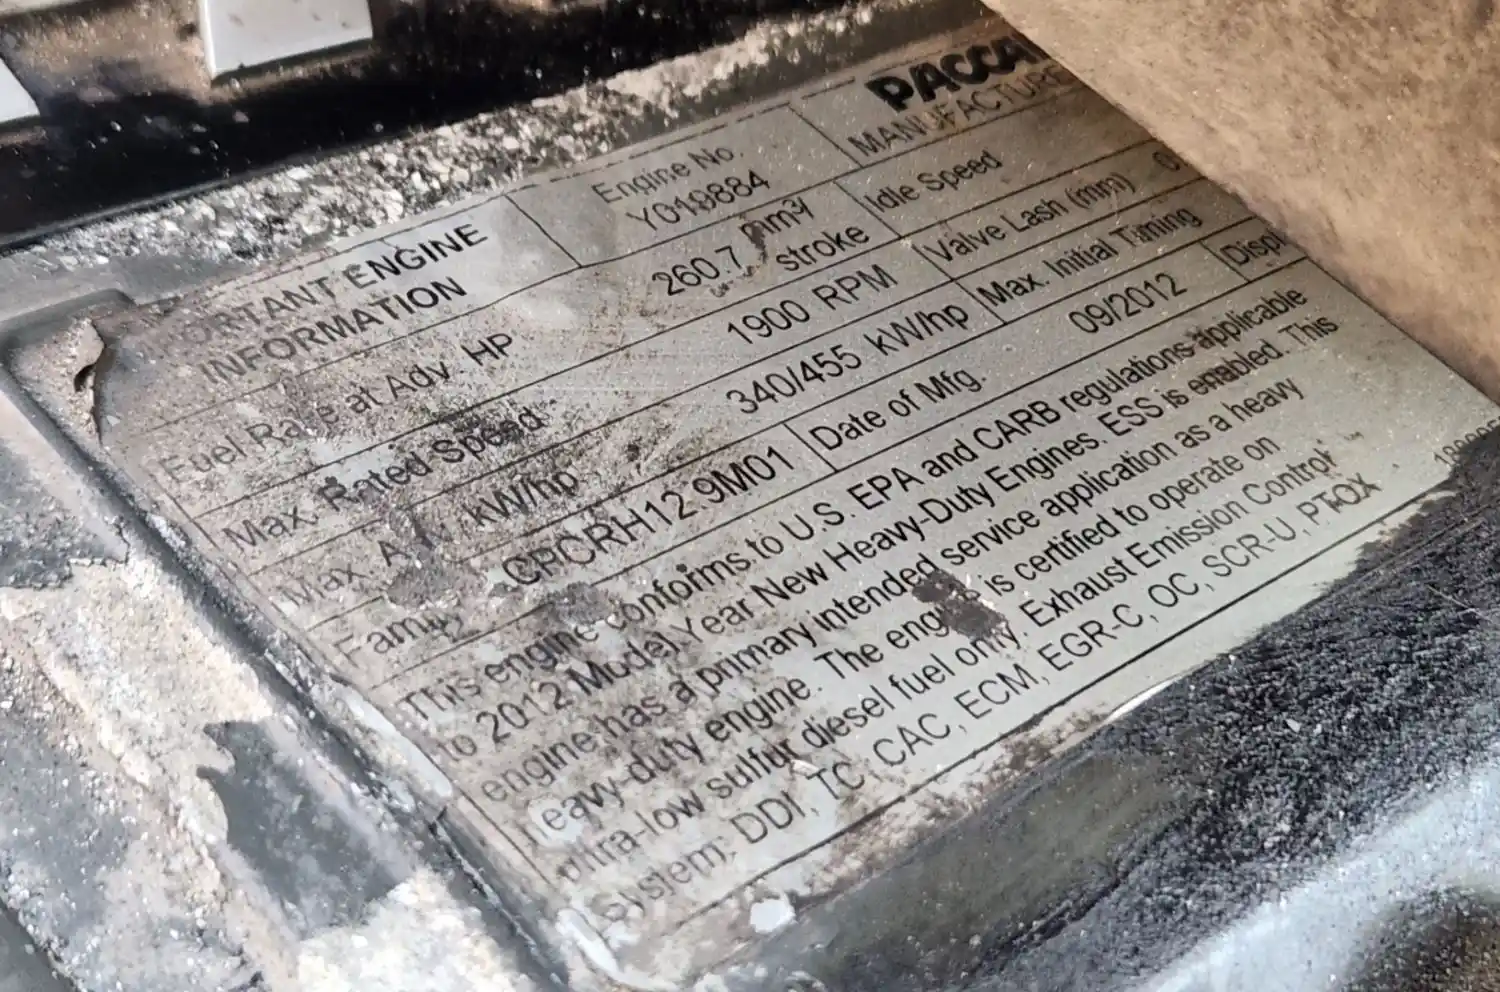 PACCA
MANUFACTURE
ORTANT ENGINE
INFORMATION
Engine No.
Y019884
Fuel Rate at Adv. HP
260.7 mm3/
stroke
Idle Speed
Max. Rated Speed
1900 RPM
Valve Lash (mm)
Max. A kW/hp
340/455 kW/hp
Max. Initial Timing
Family
CPCRH12.9M01
Date of Mfg.
09/2012
Displ
This engine conforms to U.S. EPA and CARB regulations applicable
to 2012 Model Year New Heavy-Duty Engines. ESS is enabled. This
engine has a primary intended service application as a heavy
eavy-duty engine. The engine is certified to operate on
ultra-low sulfur diesel fuel only. Exhaust Emission Control
System: DDI, TC, CAC, ECM, EGR-C, OC, SCR-U, PTOX